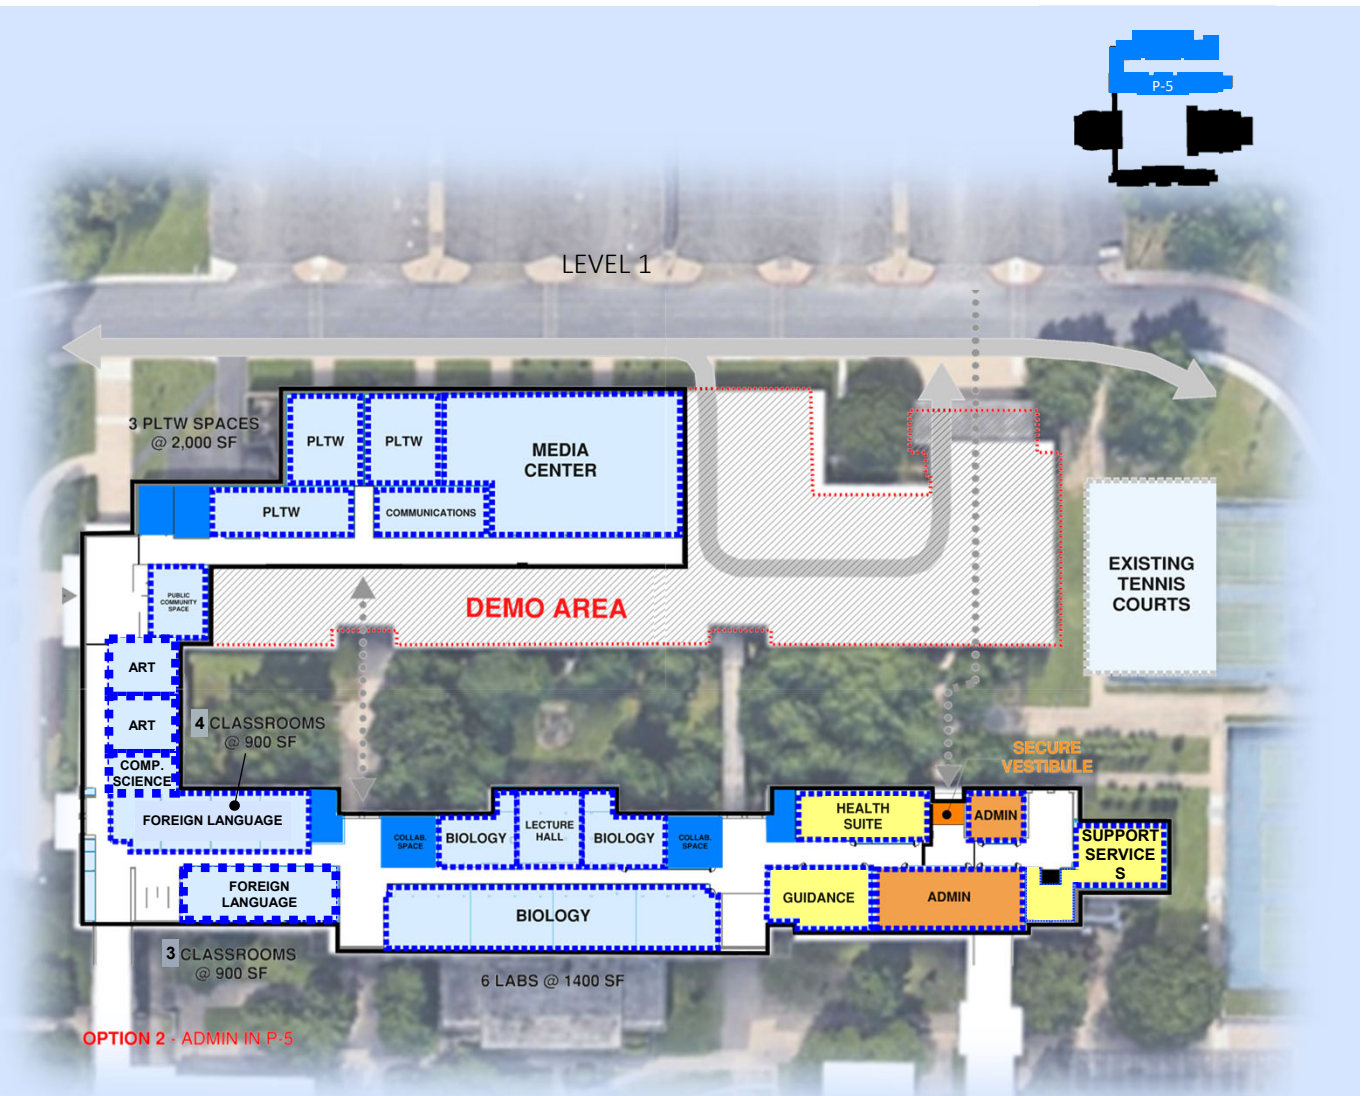 P-5
LEVEL 1
3 PLTW SPACES
@ 2,000 SF
PLTW
PLTW
MEDIA
CENTER
PLTW
COMMUNICATIONS
PUBLIC
COMMUNITY
SPACE
DEMO AREA
EXISTING
TENNIS
COURTS
ART
ART
COMP.
SCIENCE
4 CLASSROOMS
@ 900 SF
FOREIGN LANGUAGE
FOREIGN
LANGUAGE
3 CLASSROOMS
@ 900 SF
COLLAB.
SPACE
BIOLOGY
LECTURE
HALL
BIOLOGY
COLLAB.
SPACE
BIOLOGY
6 LABS @ 1400 SF
SECURE
VESTIBULE
HEALTH
SUITE
ADMIN
SUPPORT
SERVICE
S
GUIDANCE
ADMIN
OPTION 2 - ADMIN IN P-5